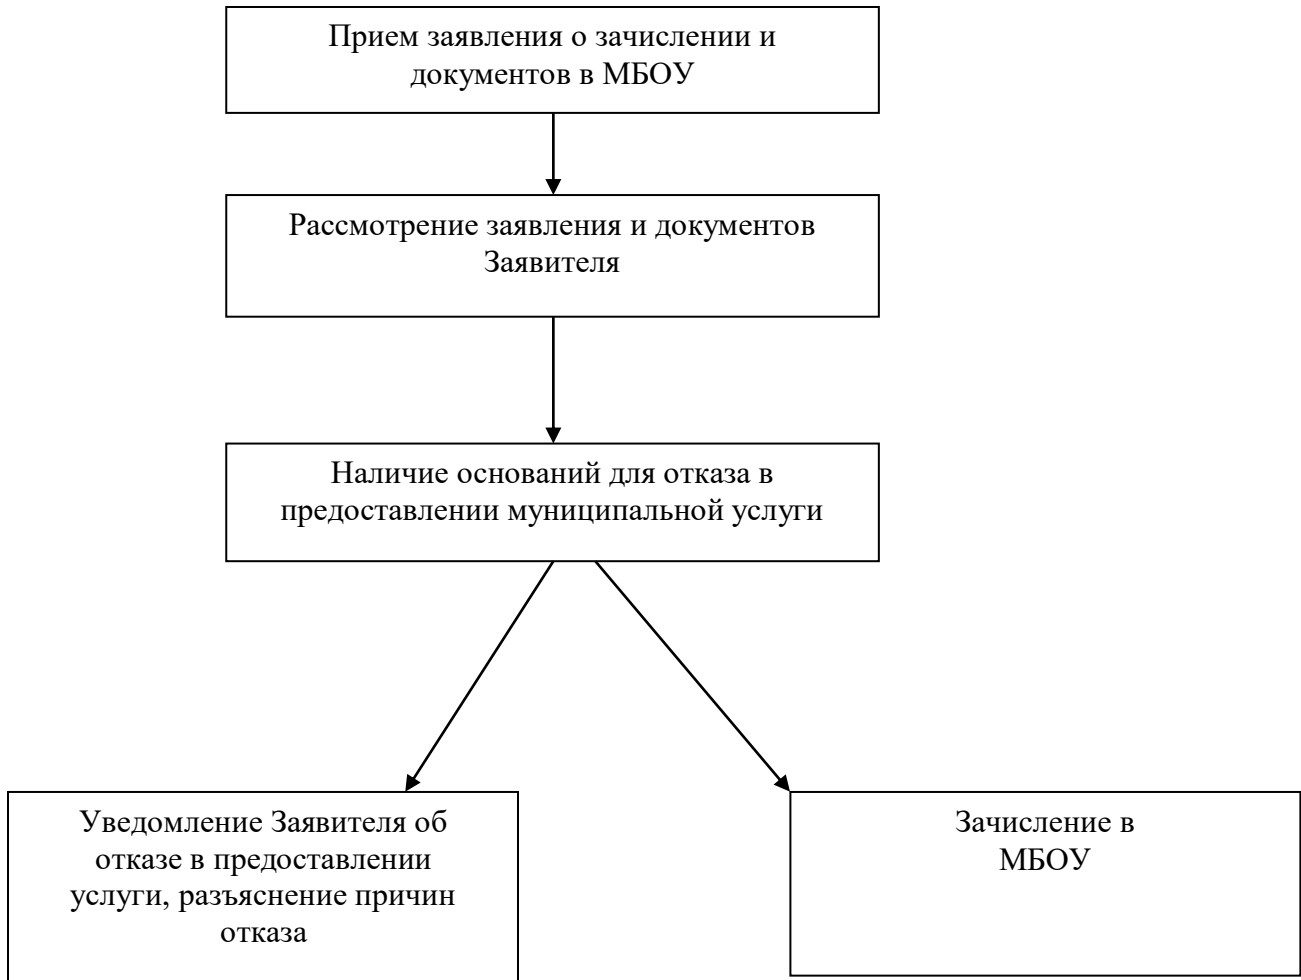 Прием заявления о зачислении и
документов в МБОУ
Рассмотрение заявления и документов
Заявителя
Наличие оснований для отказа в
предоставлении муниципальной услуги
Уведомление Заявителя об
отказе в предоставлении
услуги, разъяснение причин
отказа
Зачисление в
МБОУ